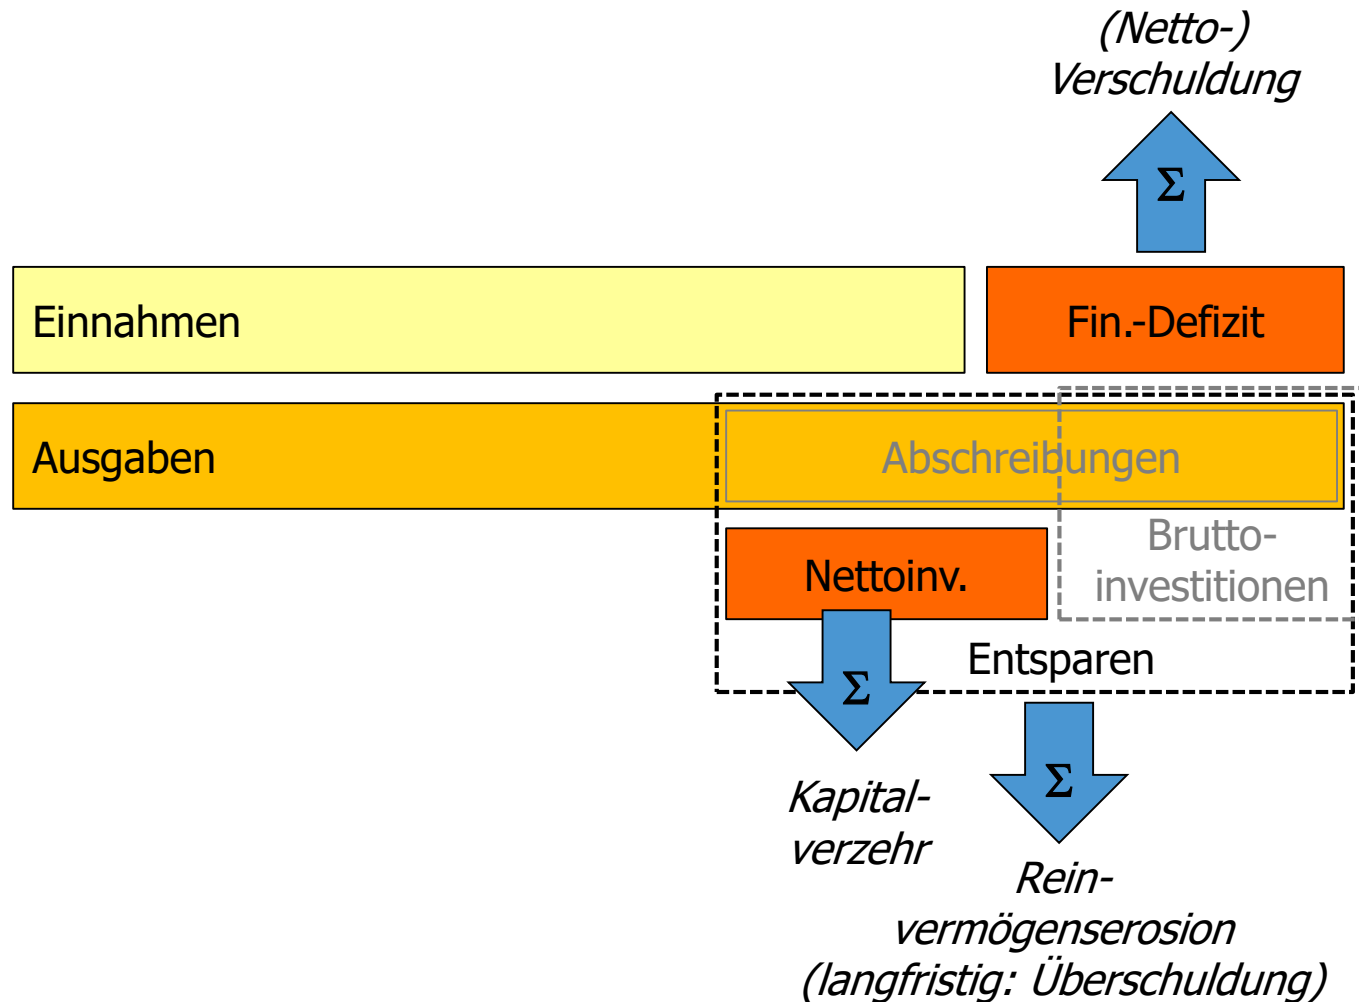 (Netto-)
Verschuldung
Σ
Einnahmen
Fin.-Defizit
Ausgaben
Abschreibungen
Brutto-
investitionen
Nettoinv.
Entsparen
Σ
Σ
Kapital-
verzehr
Rein-
vermögenserosion
(langfristig: Überschuldung)